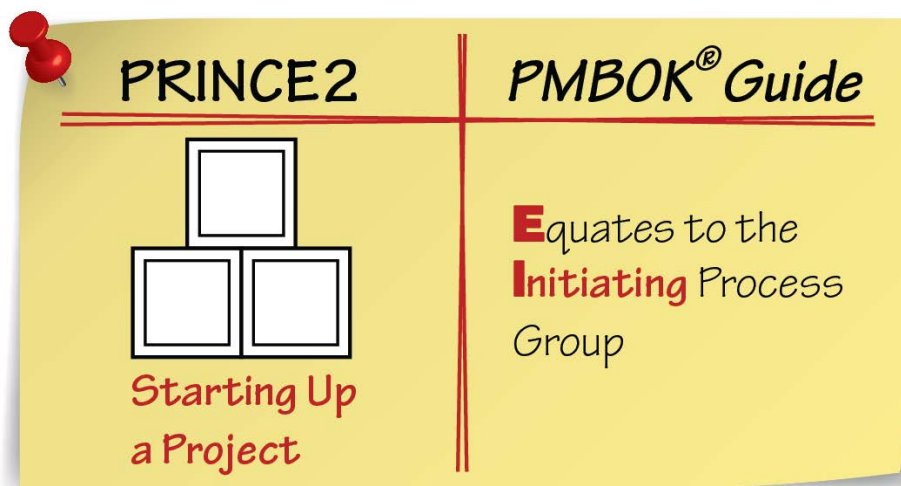 PRINCE2
PMBOK® Guide
Starting Up
a Project
Equates to the
Initiating Process
Group